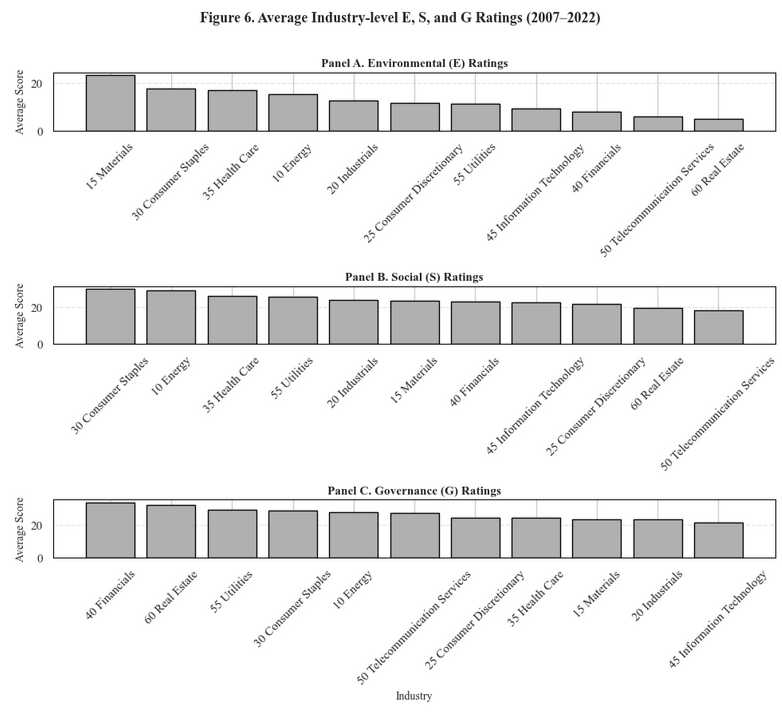 Figure 6. Average Industry-level E, S, and G Ratings (2007–2022)
Panel A. Environmental (E) Ratings
Average Score
20
0
15 Materials
30 Consumer Staples
35 Health Care
10 Energy
20 Industrials
25 Consumer Discretionary
55 Utilities
45 Information Technology
40 Financials
50 Telecommunication Services
60 Real Estate
Panel B. Social (S) Ratings
Average Score
20
0
30 Consumer Staples
10 Energy
35 Health Care
55 Utilities
20 Industrials
15 Materials
40 Financials
45 Information Technology
25 Consumer Discretionary
60 Real Estate
50 Telecommunication Services
Panel C. Governance (G) Ratings
Average Score
20
0
40 Financials
60 Real Estate
55 Utilities
30 Consumer Staples
10 Energy
50 Telecommunication Services
25 Consumer Discretionary
35 Health Care
15 Materials
20 Industrials
45 Information Technology
Industry